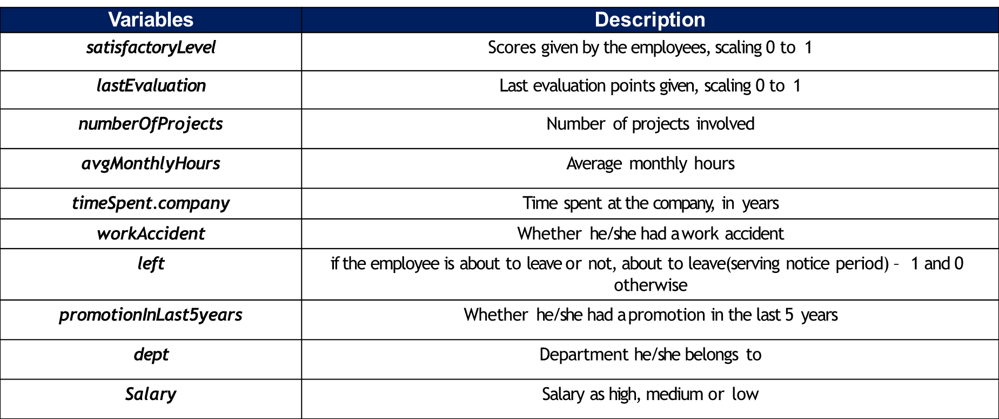 Variables Description
satisfactoryLevel Scores given by the employees, scaling 0 to 1
lastEvaluation Last evaluation points given, scaling 0 to 1
numberOfProjects Number of projects involved
avgMonthlyHours Average monthly hours
timeSpent.company Time spent at the company, in years
workAccident Whether he/she had a work accident
left if the employee is about to leave or not, about to leave(serving notice period) – 1 and 0
otherwise
promotionInLast5years Whether he/she had a promotion in the last 5 years
dept Department he/she belongs to
Salary Salary as high, medium or low